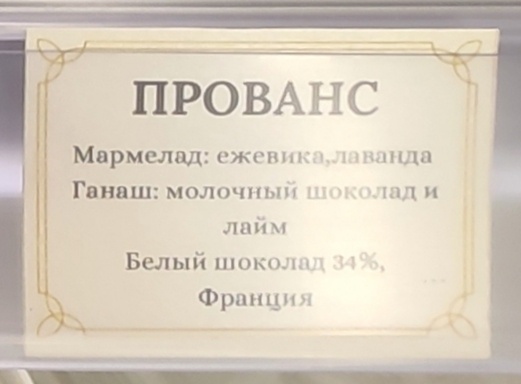 ПРОВАНС
Мармелад: ежевика,лаванда
Ганаш: молочный шоколад и
лайм
Белый шоколад 34%,
Франция